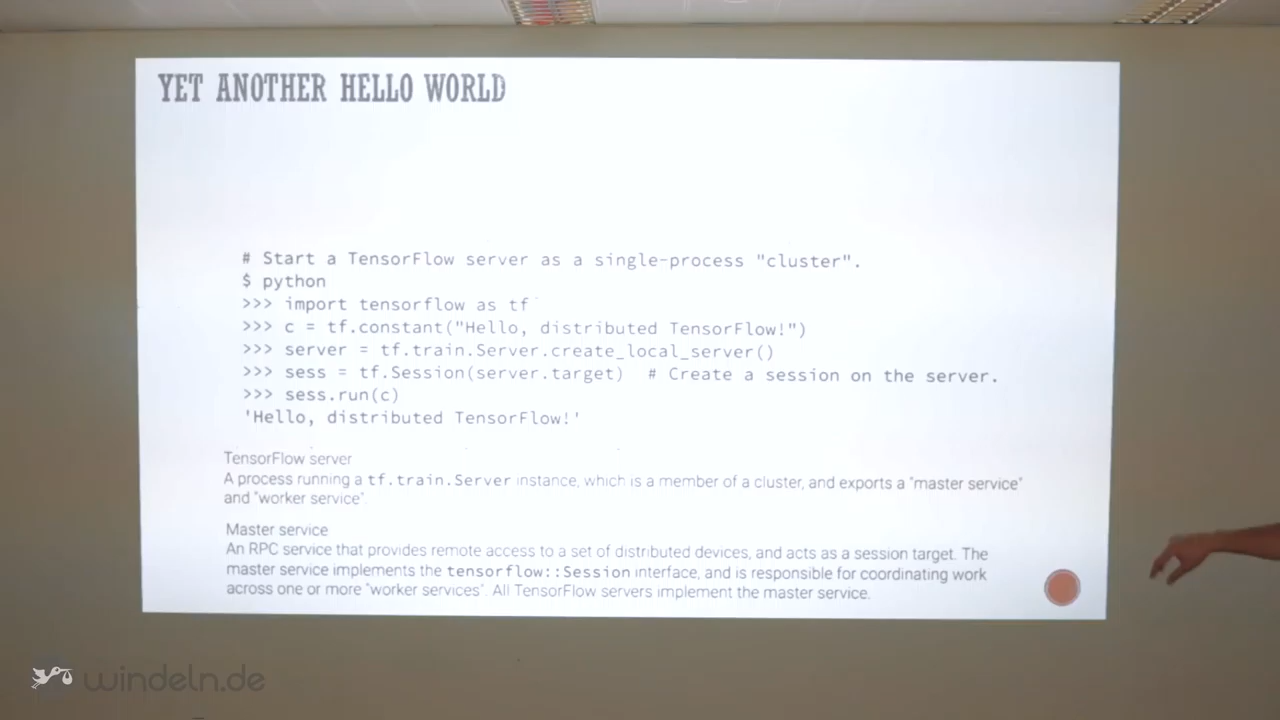 YET ANOTHER HELLO WORLD
# Start a TensorFlow server as a single-process "cluster".
$ python
>>> import tensorflow as tf
>>> c = tf.constant("Hello, distributed TensorFlow!")
>>> server = tf.train.Server.create_local_server()
>>> sess = tf.Session(server.target)  # Create a session on the server.
>>> sess.run(c)
'Hello, distributed TensorFlow!'
TensorFlow server
A process running a tf.train.Server instance, which is a member of a cluster, and exports a "master service"
and "worker service".
Master service
An RPC service that provides remote access to a set of distributed devices, and acts as a session target. The
master service implements the tensorflow::Session interface, and is responsible for coordinating work
across one or more "worker services". All TensorFlow servers implement the master service.
windeln.de